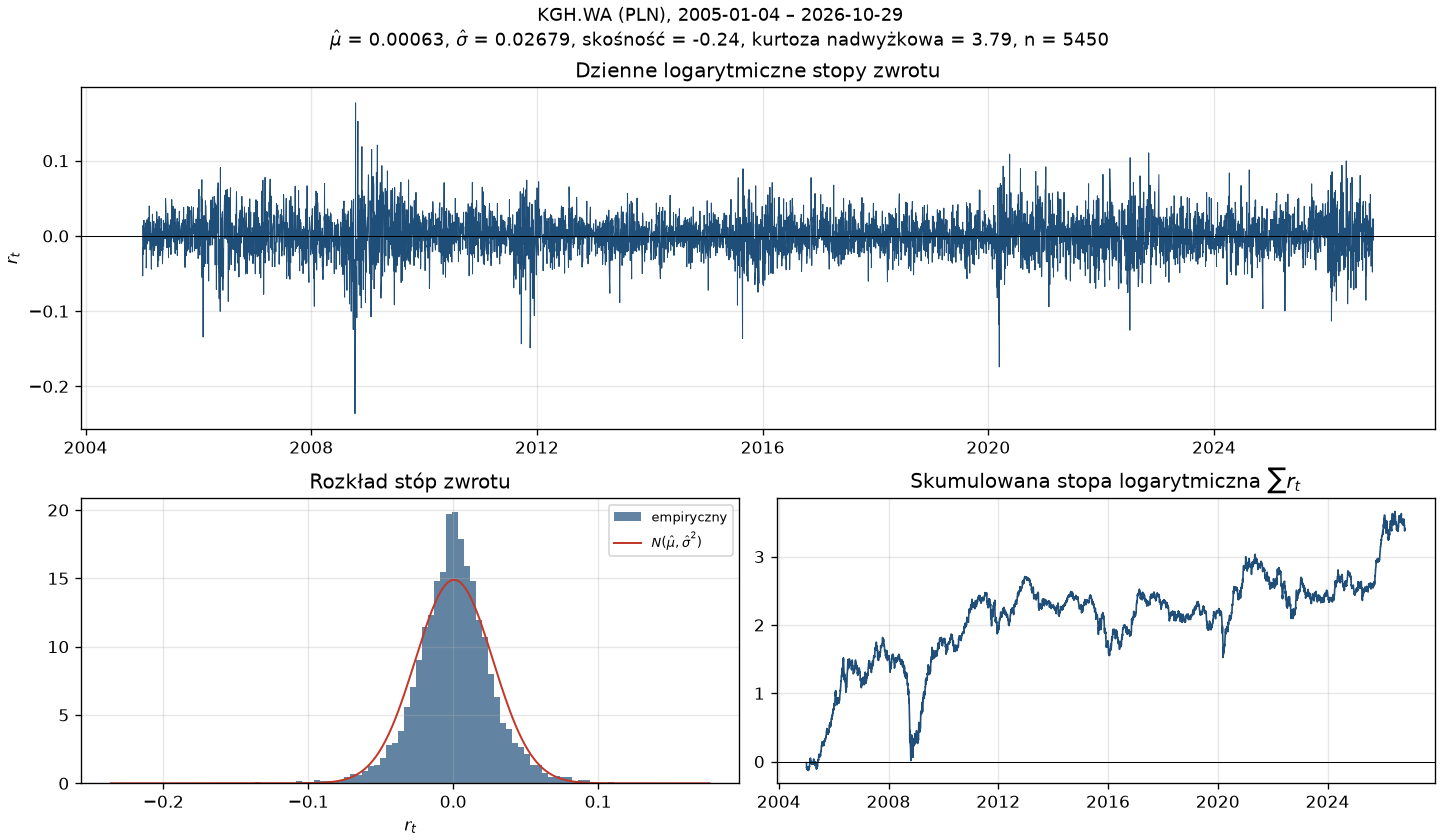 KGH.WA (PLN), 2005-01-04 – 2026-10-29
μ̂ = 0.00063, σ̂ = 0.02679, skośność = -0.24, kurtoza nadwyżkowa = 3.79, n = 5450
Dzienne logarytmiczne stopy zwrotu
0.1
0.0
−0.1
−0.2
r_t
2004 2008 2012 2016 2020 2024
Rozkład stóp zwrotu
empiryczny
N(μ̂, σ̂²)
20
15
10
5
0
−0.2 −0.1 0.0 0.1
r_t
Skumulowana stopa logarytmiczna ∑r_t
3
2
1
0
2004 2008 2012 2016 2020 2024